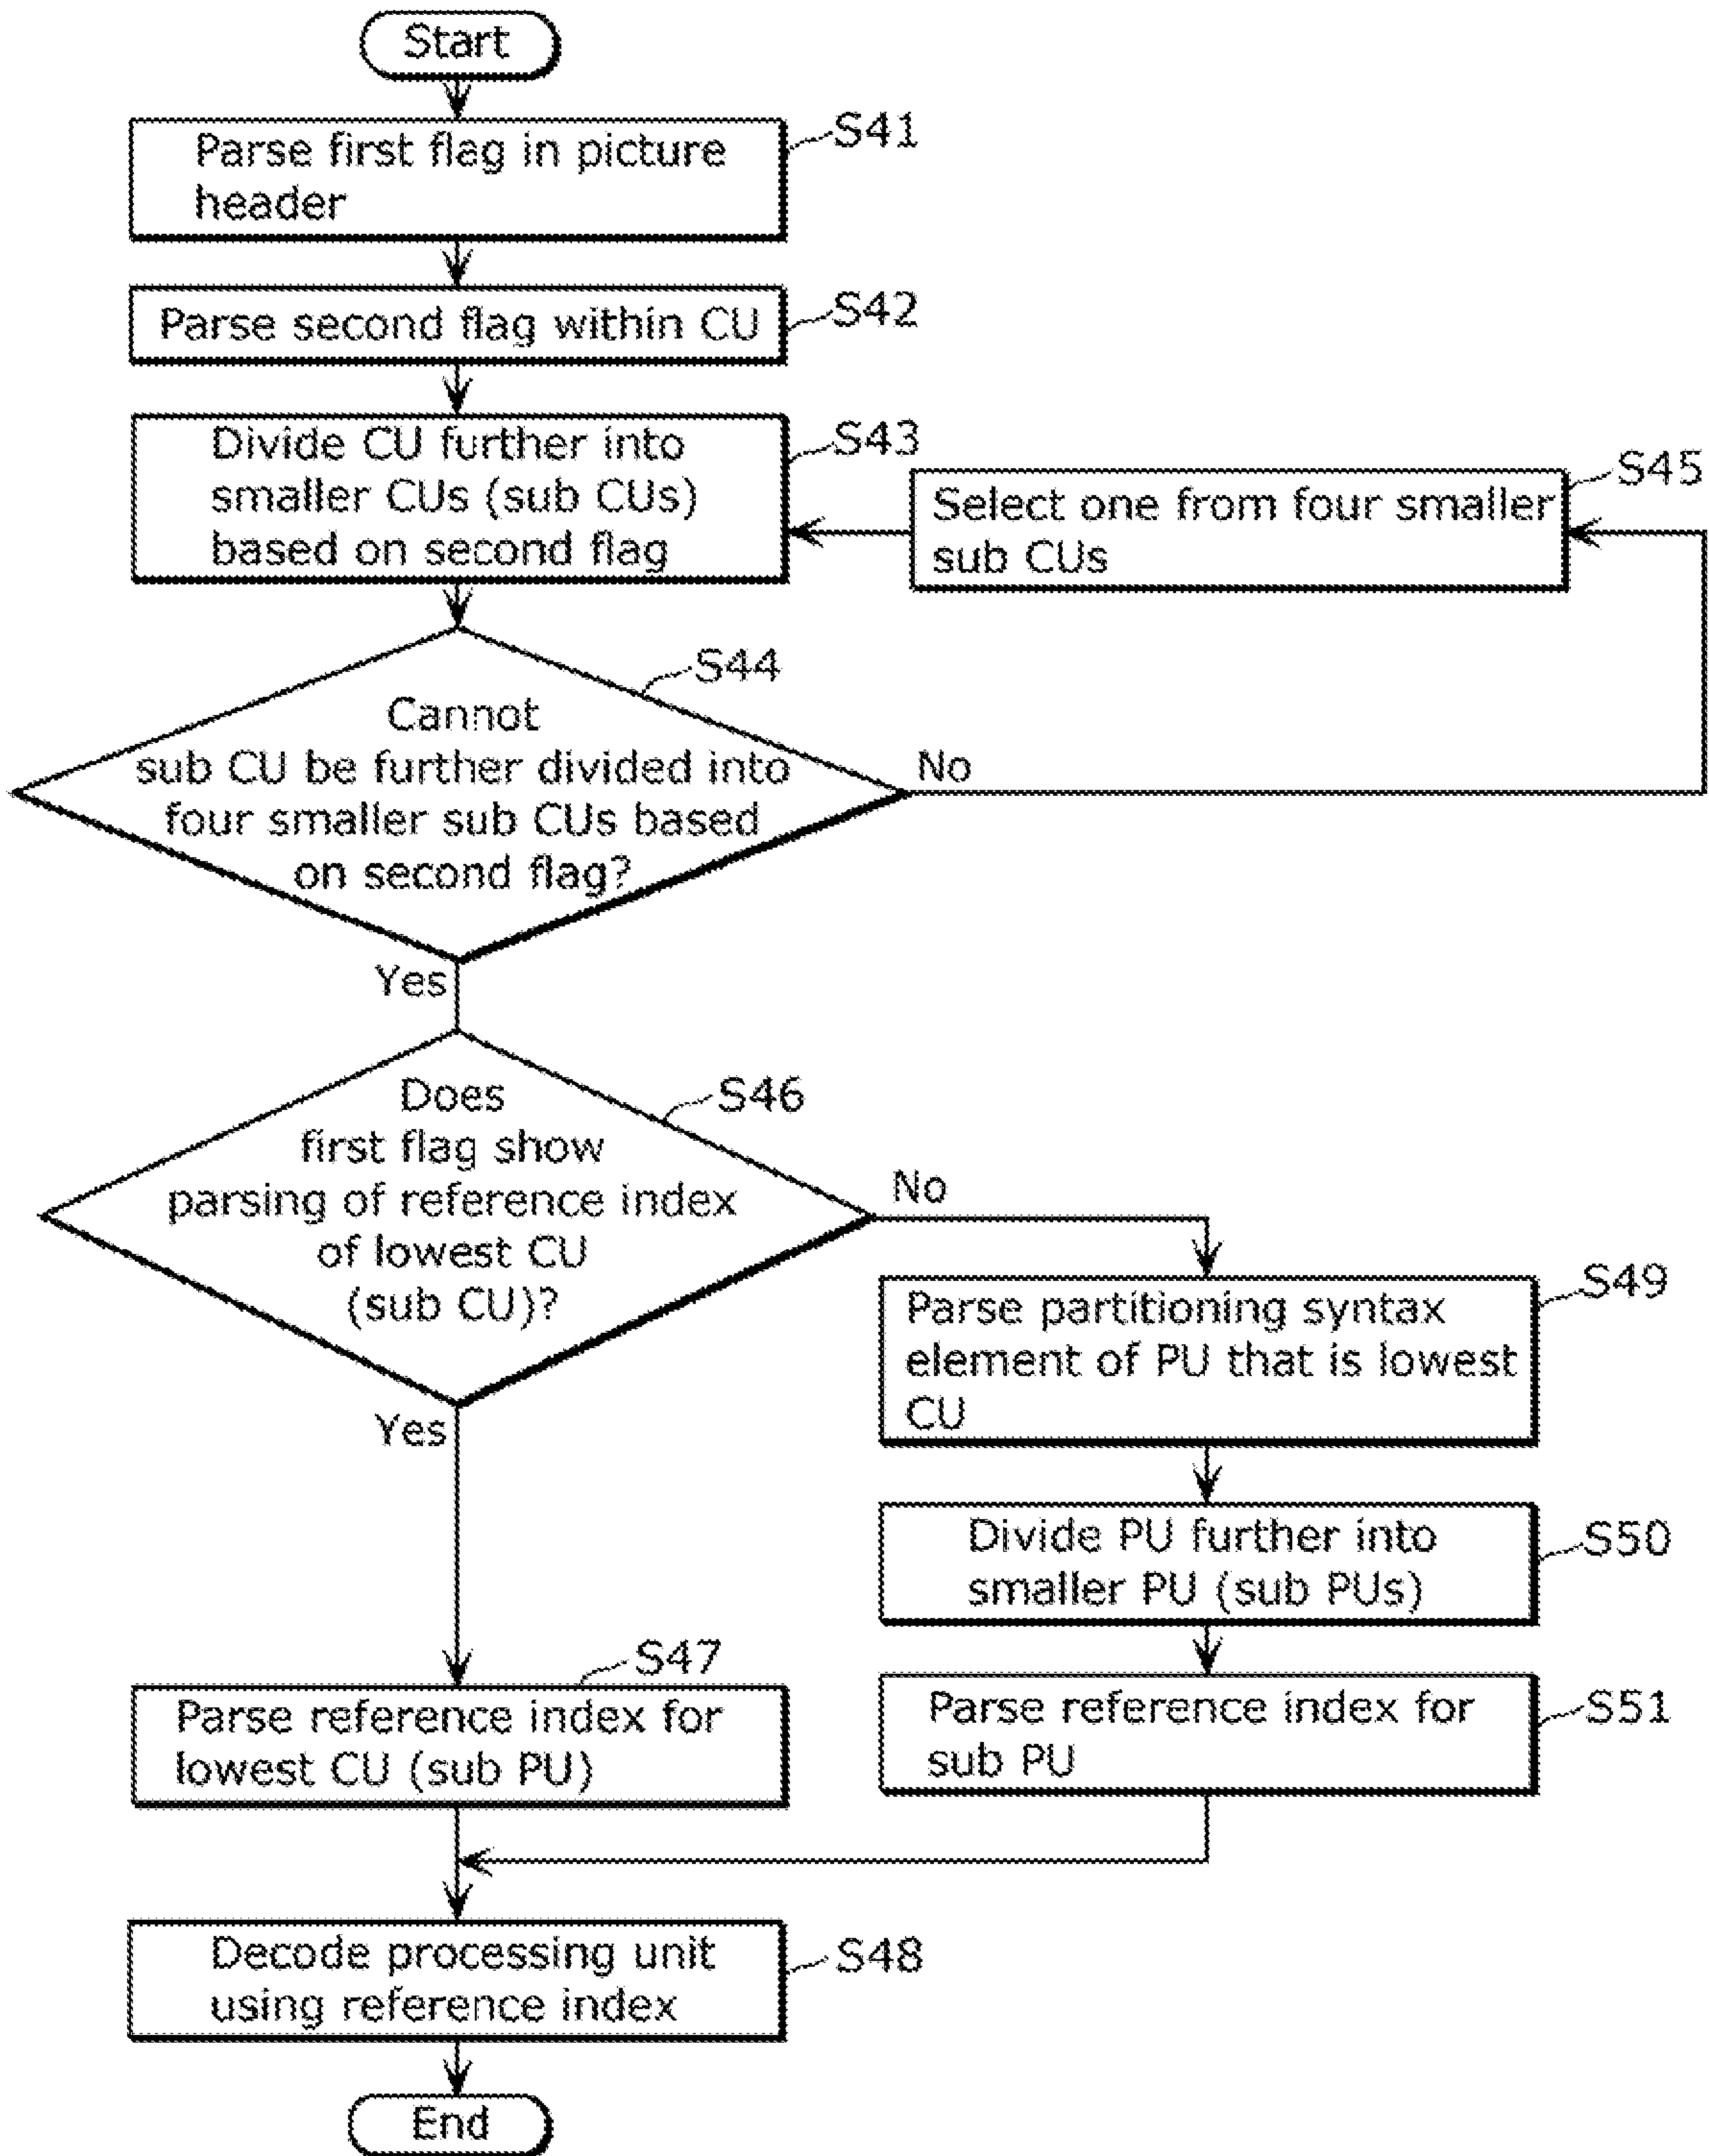 Start
Parse first flag in picture
header
S41
Parse second flag within CU
S42
Divide CU further into
smaller CUs (sub CUs)
based on second flag
S43
Select one from four smaller
sub CUs
S45
Cannot
sub CU be further divided into
four smaller sub CUs based
on second flag?
S44
No
Yes
Does
first flag show
parsing of reference index
of lowest CU
(sub CU)?
S46
No
Yes
Parse partitioning syntax
element of PU that is lowest
CU
S49
Divide PU further into
smaller PU (sub PUs)
S50
Parse reference index for
lowest CU (sub PU)
S47
Parse reference index for
sub PU
S51
Decode processing unit
using reference index
S48
End